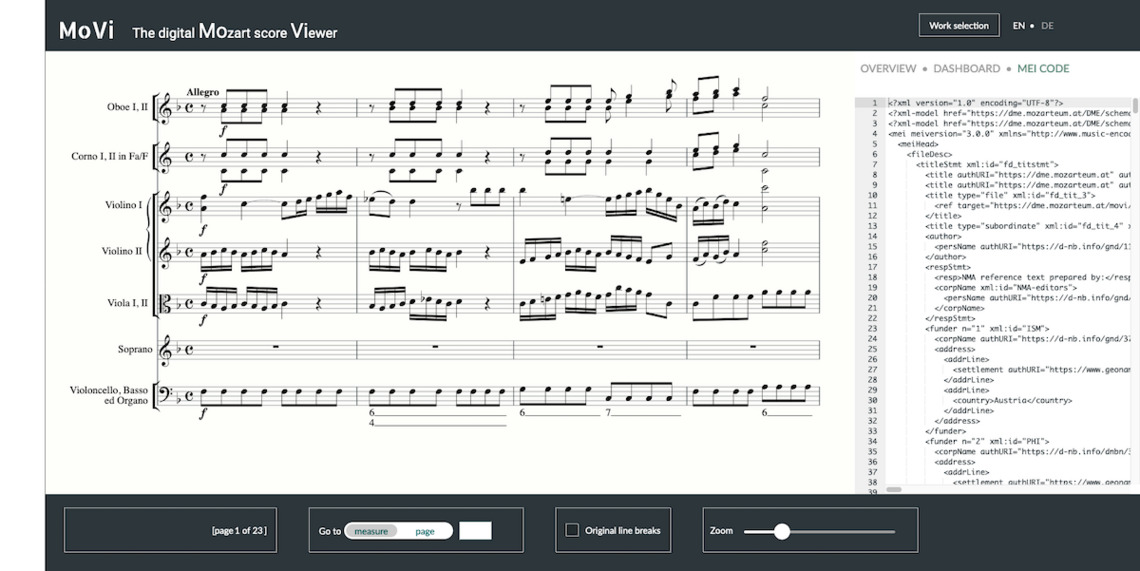 MoVi The digital MOzart score Viewer
Work selection
EN • DE
OVERVIEW • DASHBOARD • MEI CODE
Allegro
Oboe I, II
f
Corno I, II in Fa/F
f
Violino I
f
Violino II
f
Viola I, II
f
Soprano
Violoncello, Basso
ed Organo
f
6
4
6
7
6
1 <?xml version="1.0" encoding="UTF-8"?>
2 <?xml-model href="https://dme.mozarteum.at/DME/schem
3 <?xml-model href="https://dme.mozarteum.at/DME/schem
4 <mei meiversion="3.0.0" xmlns="http://www.music-enco
5 <meiHead>
6 <fileDesc>
7 <titleStmt xml:id="fd_titstmt">
8 <title authURI="https://dme.mozarteum.at" aut
9 <title authURI="https://dme.mozarteum.at" aut
10 <title type="file" xml:id="fd_tit_3">
11 <ref target="https://dme.mozarteum.at/movi/
12 </title>
13 <title type="subordinate" xml:id="fd_tit_4"
14 <author>
15 <persName authURI="https://d-nb.info/gnd/11
16 </author>
17 <respStmt>
18 <resp>NMA reference text prepared by:</resp
19 <corpName xml:id="NMA-editors">
20 <persName authURI="https://d-nb.info/gnd/
21 </corpName>
22 </respStmt>
23 <funder n="1" xml:id="ISM">
24 <corpName authURI="https://d-nb.info/gnd/37
25 <address>
26 <addrLine>
27 <settlement authURI="https://www.geonam
28 </addrLine>
29 <addrLine>
30 <country>Austria</country>
31 </addrLine>
32 </address>
33 </funder>
34 <funder n="2" xml:id="PHI">
35 <corpName authURI="https://d-nb.info/dnbn/
36 <address>
37 <addrLine>
38 <settlement authURI="https://www.geonam
39
[page 1 of 23]
Go to measure page
Original line breaks
Zoom